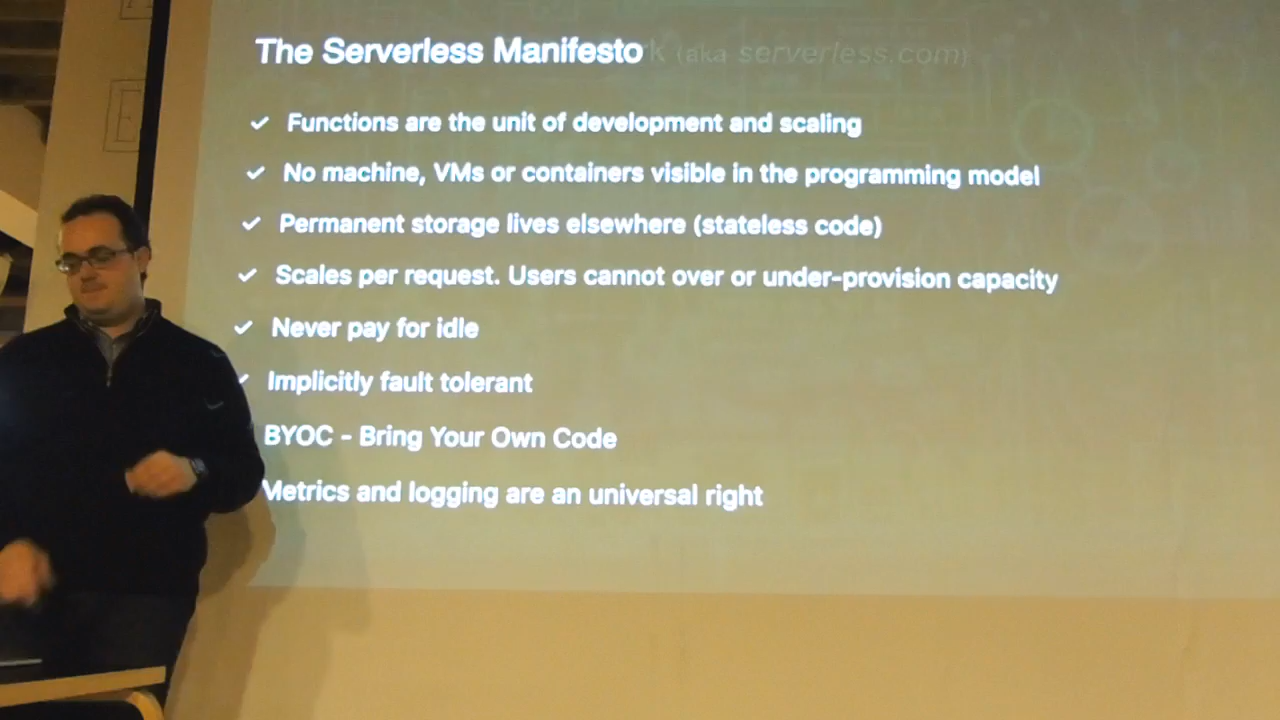 The Serverless Manifesto k (aka serverless.com)
Functions are the unit of development and scaling
No machine, VMs or containers visible in the programming model
Permanent storage lives elsewhere (stateless code)
Scales per request. Users cannot over or under-provision capacity
Never pay for idle
Implicitly fault tolerant
BYOC - Bring Your Own Code
Metrics and logging are an universal right